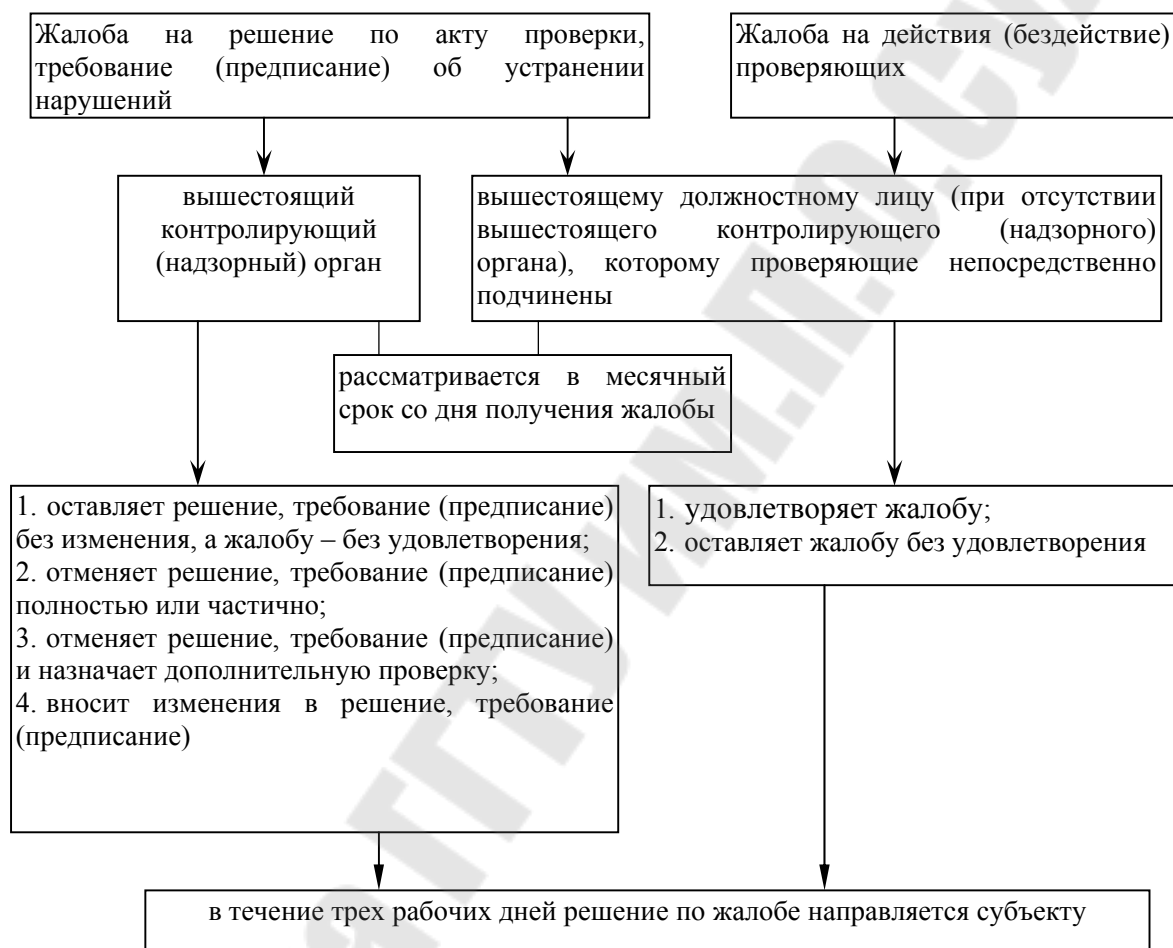 Жалоба на решение по акту проверки,
требование (предписание) об устранении
нарушений
Жалоба на действия (бездействие)
проверяющих
вышестоящий
контролирующий
(надзорный) орган
вышестоящему должностному лицу (при отсутствии
вышестоящего контролирующего (надзорного)
органа), которому проверяющие непосредственно
подчинены
рассматривается в месячный
срок со дня получения жалобы
1. оставляет решение, требование (предписание)
без изменения, а жалобу – без удовлетворения;
2. отменяет решение, требование (предписание)
полностью или частично;
3. отменяет решение, требование (предписание)
и назначает дополнительную проверку;
4. вносит изменения в решение, требование
(предписание)
1. удовлетворяет жалобу;
2. оставляет жалобу без удовлетворения
в течение трех рабочих дней решение по жалобе направляется субъекту
ГГТУ им.П.О.Су